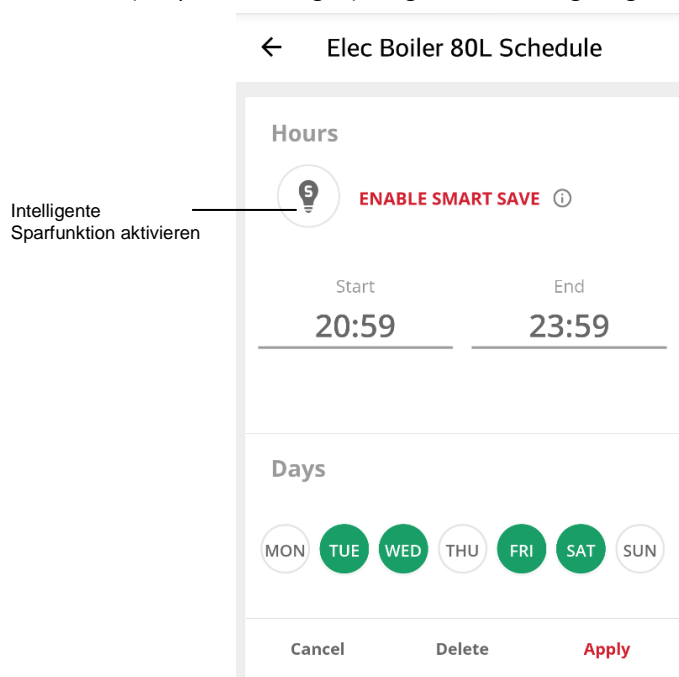 Elec Boiler 80L Schedule
Hours
S
ENABLE SMART SAVE
Intelligente
Sparfunktion aktivieren
Start End
20:59 23:59
Days
MON TUE WED THU FRI SAT SUN
Cancel Delete Apply